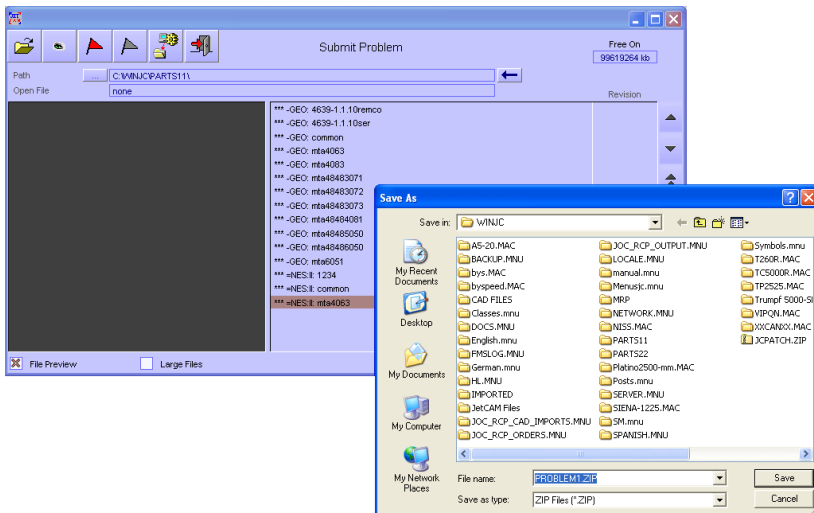 Submit Problem
Free On
99619264 kb
Path
...
C:\WINJC\PARTS11\
Open File
none
Revision
*** -GEO: 4639-1.1.10remco
*** -GEO: 4639-1.1.10ser
*** -GEO: common
*** -GEO: mta4063
*** -GEO: mta4083
*** -GEO: mta48483071
*** -GEO: mta48483072
*** -GEO: mta48483073
*** -GEO: mta48484081
*** -GEO: mta48485050
*** -GEO: mta48486050
*** -GEO: mta6051
*** =NES:ll: 1234
*** =NES:ll: common
*** =NES:ll: mta4063
File Preview
Large Files
Save As
Save in:
WINJC
My Recent Documents
Desktop
My Documents
My Computer
My Network Places
A5-20.MAC
BACKUP.MNU
bys.MAC
byspeed.MAC
CAD FILES
Classes.mnu
DOCS.MNU
English.mnu
FMSLOG.MNU
German.mnu
HL.MNU
IMPORTED
JetCAM Files
JOC_RCP_CAD_IMPORTS.MNU
JOC_RCP_ORDERS.MNU
JOC_RCP_OUTPUT.MNU
LOCALE.MNU
manual.mnu
Menusjc.mnu
MRP
NETWORK.MNU
NISS.MAC
PARTS11
PARTS22
Platino2500-mm.MAC
Posts.mnu
SERVER.MNU
SIENA-1225.MAC
SM.mnu
SPANISH.MNU
Symbols.mnu
T260R.MAC
TC5000R.MAC
TP2525.MAC
Trumpf 5000-SI
VIPQN.MAC
XXCANXX.MAC
JCPATCH.ZIP
File name:
PROBLEM1.ZIP
Save
Save as type:
ZIP Files (*.ZIP)
Cancel